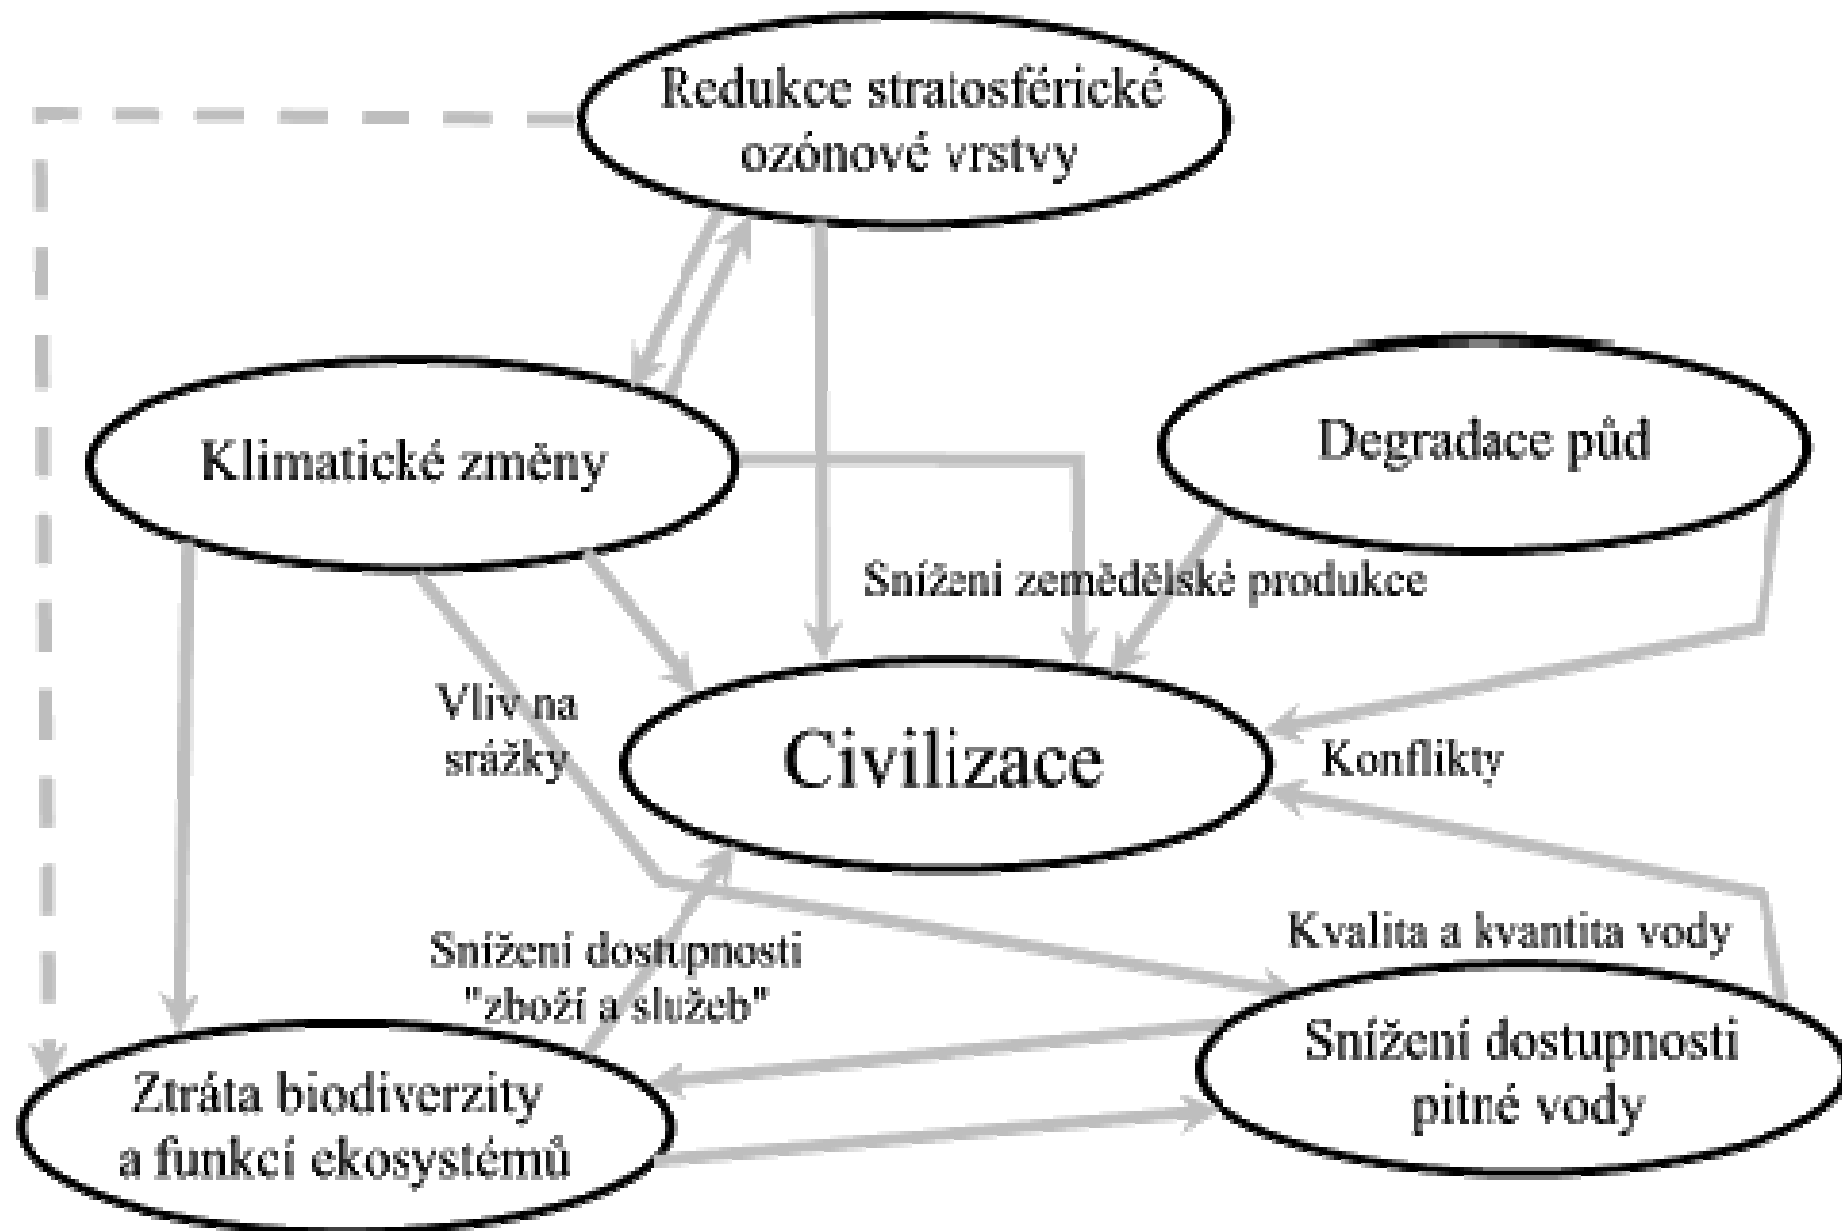 Redukce stratosférické
ozónové vrstvy
Klimatické změny
Degradace půd
Snížení zemědělské produkce
Vliv na
srážky
Civilizace
Konflikty
Snížení dostupnosti
"zboží a služeb"
Kvalita a kvantita vody
Ztráta biodiverzity
a funkcí ekosystémů
Snížení dostupnosti
pitné vody